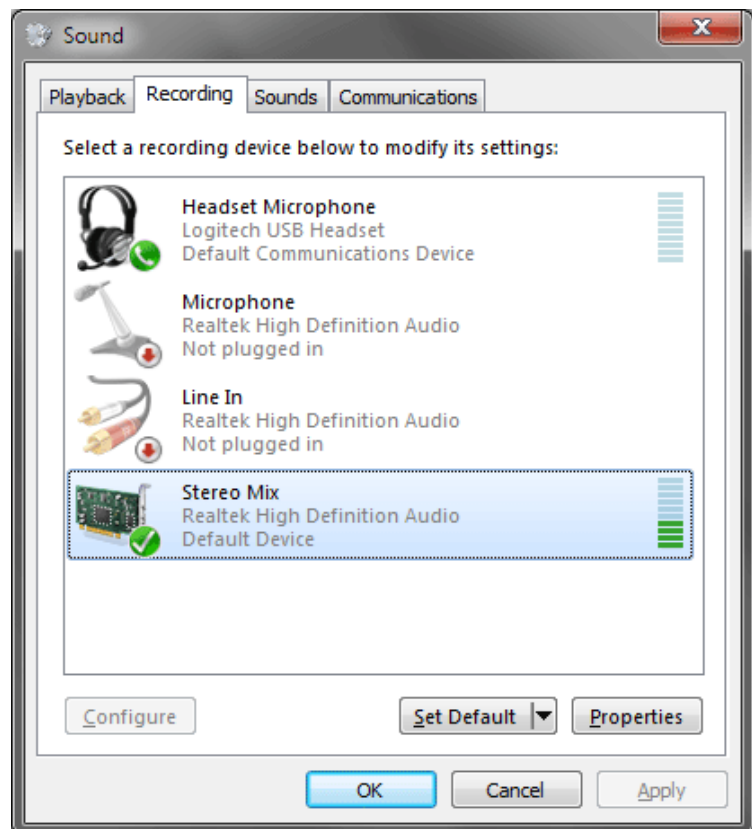 Sound
Playback Recording Sounds Communications
Select a recording device below to modify its settings:
Headset Microphone
Logitech USB Headset
Default Communications Device
Microphone
Realtek High Definition Audio
Not plugged in
Line In
Realtek High Definition Audio
Not plugged in
Stereo Mix
Realtek High Definition Audio
Default Device
Configure Set Default Properties
OK Cancel Apply